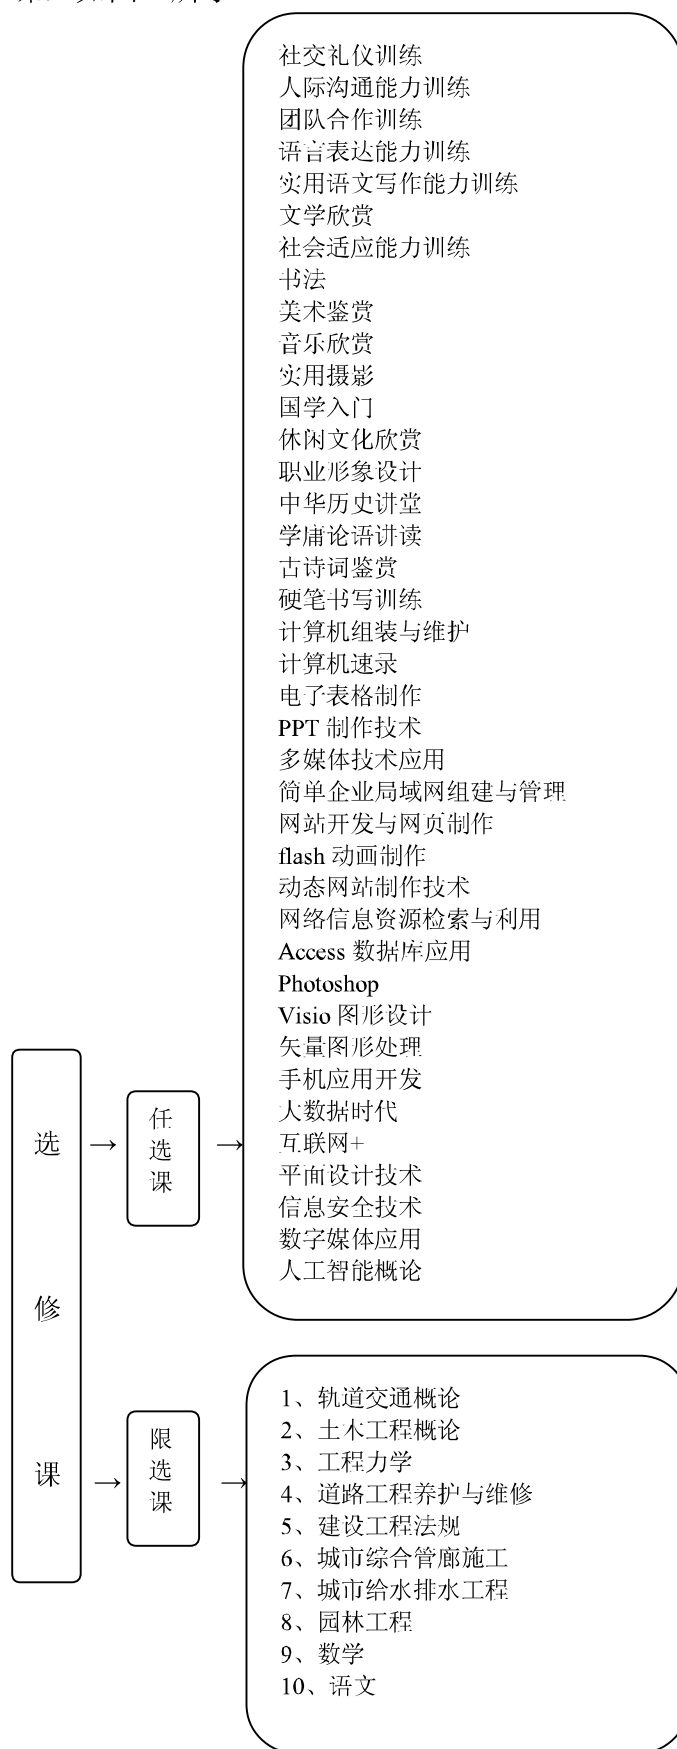 社交礼仪训练
人际沟通能力训练
团队合作训练
语言表达能力训练
实用语文写作能力训练
文学欣赏
社会适应能力训练
书法
美术鉴赏
音乐欣赏
实用摄影
国学入门
休闲文化欣赏
职业形象设计
中华历史讲堂
学庸论语讲读
古诗词鉴赏
硬笔书写训练
计算机组装与维护
计算机速录
电子表格制作
PPT 制作技术
多媒体技术应用
简单企业局域网组建与管理
网站开发与网页制作
flash 动画制作
动态网站制作技术
网络信息资源检索与利用
Access 数据库应用
Photoshop
Visio 图形设计
矢量图形处理
手机应用开发
大数据时代
互联网+
平面设计技术
信息安全技术
数字媒体应用
人工智能概论
选
修
课
→
任
选
课
→
→
限
选
课
→
1、轨道交通概论
2、土木工程概论
3、工程力学
4、道路工程养护与维修
5、建设工程法规
6、城市综合管廊施工
7、城市给水排水工程
8、园林工程
9、数学
10、语文